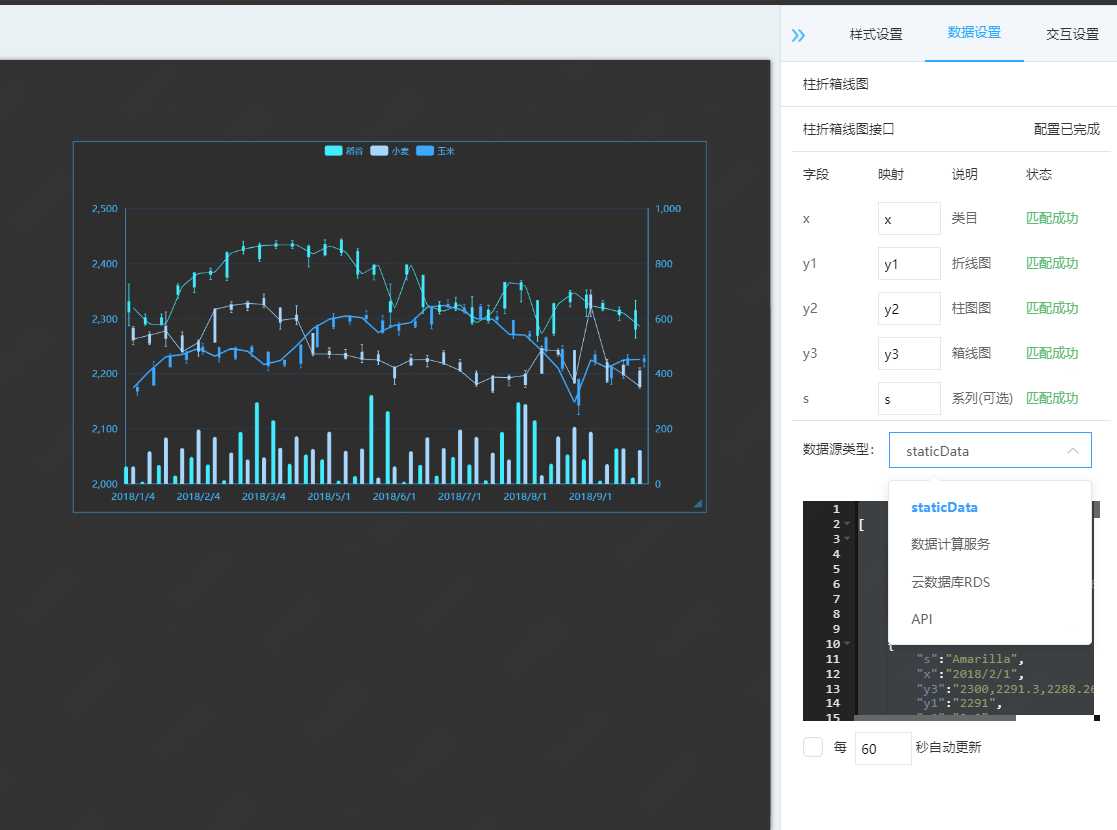 样式设置 数据设置 交互设置
柱折箱线图
柱折箱线图接口 配置已完成
字段 映射 说明 状态
x x 类目 匹配成功
y1 y1 折线图 匹配成功
y2 y2 柱图图 匹配成功
y3 y3 箱线图 匹配成功
s s 系列(可选) 匹配成功
数据源类型: staticData
staticData
数据计算服务
云数据库RDS
API
1
2 [
3
4
5
6
7
8
9
10 {
11 "s":"Amarilla",
12 "x":"2018/2/1",
13 "y3":"2300,2291.3,2288.26
14 "y1":"2291",
15
每 60 秒自动更新
稻谷 小麦 玉米
2,500 1,000
2,400 800
2,300 600
2,200 400
2,100 200
2,000 0
2018/1/4 2018/2/4 2018/3/4 2018/5/1 2018/6/1 2018/7/1 2018/8/1 2018/9/1